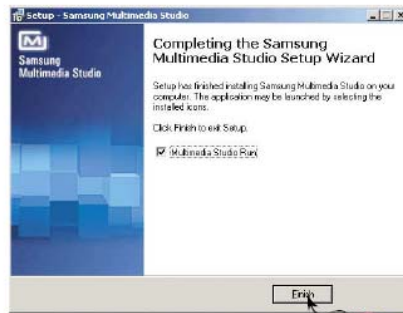 Setup - Samsung Multimedia Studio
Samsung
Multimedia Studio
Completing the Samsung
Multimedia Studio Setup Wizard
Setup has finished installing Samsung Multimedia Studio on your
computer. The application may be launched by selecting the
installed icons.
Click Finish to exit Setup.
Multimedia Studio Run
Finish